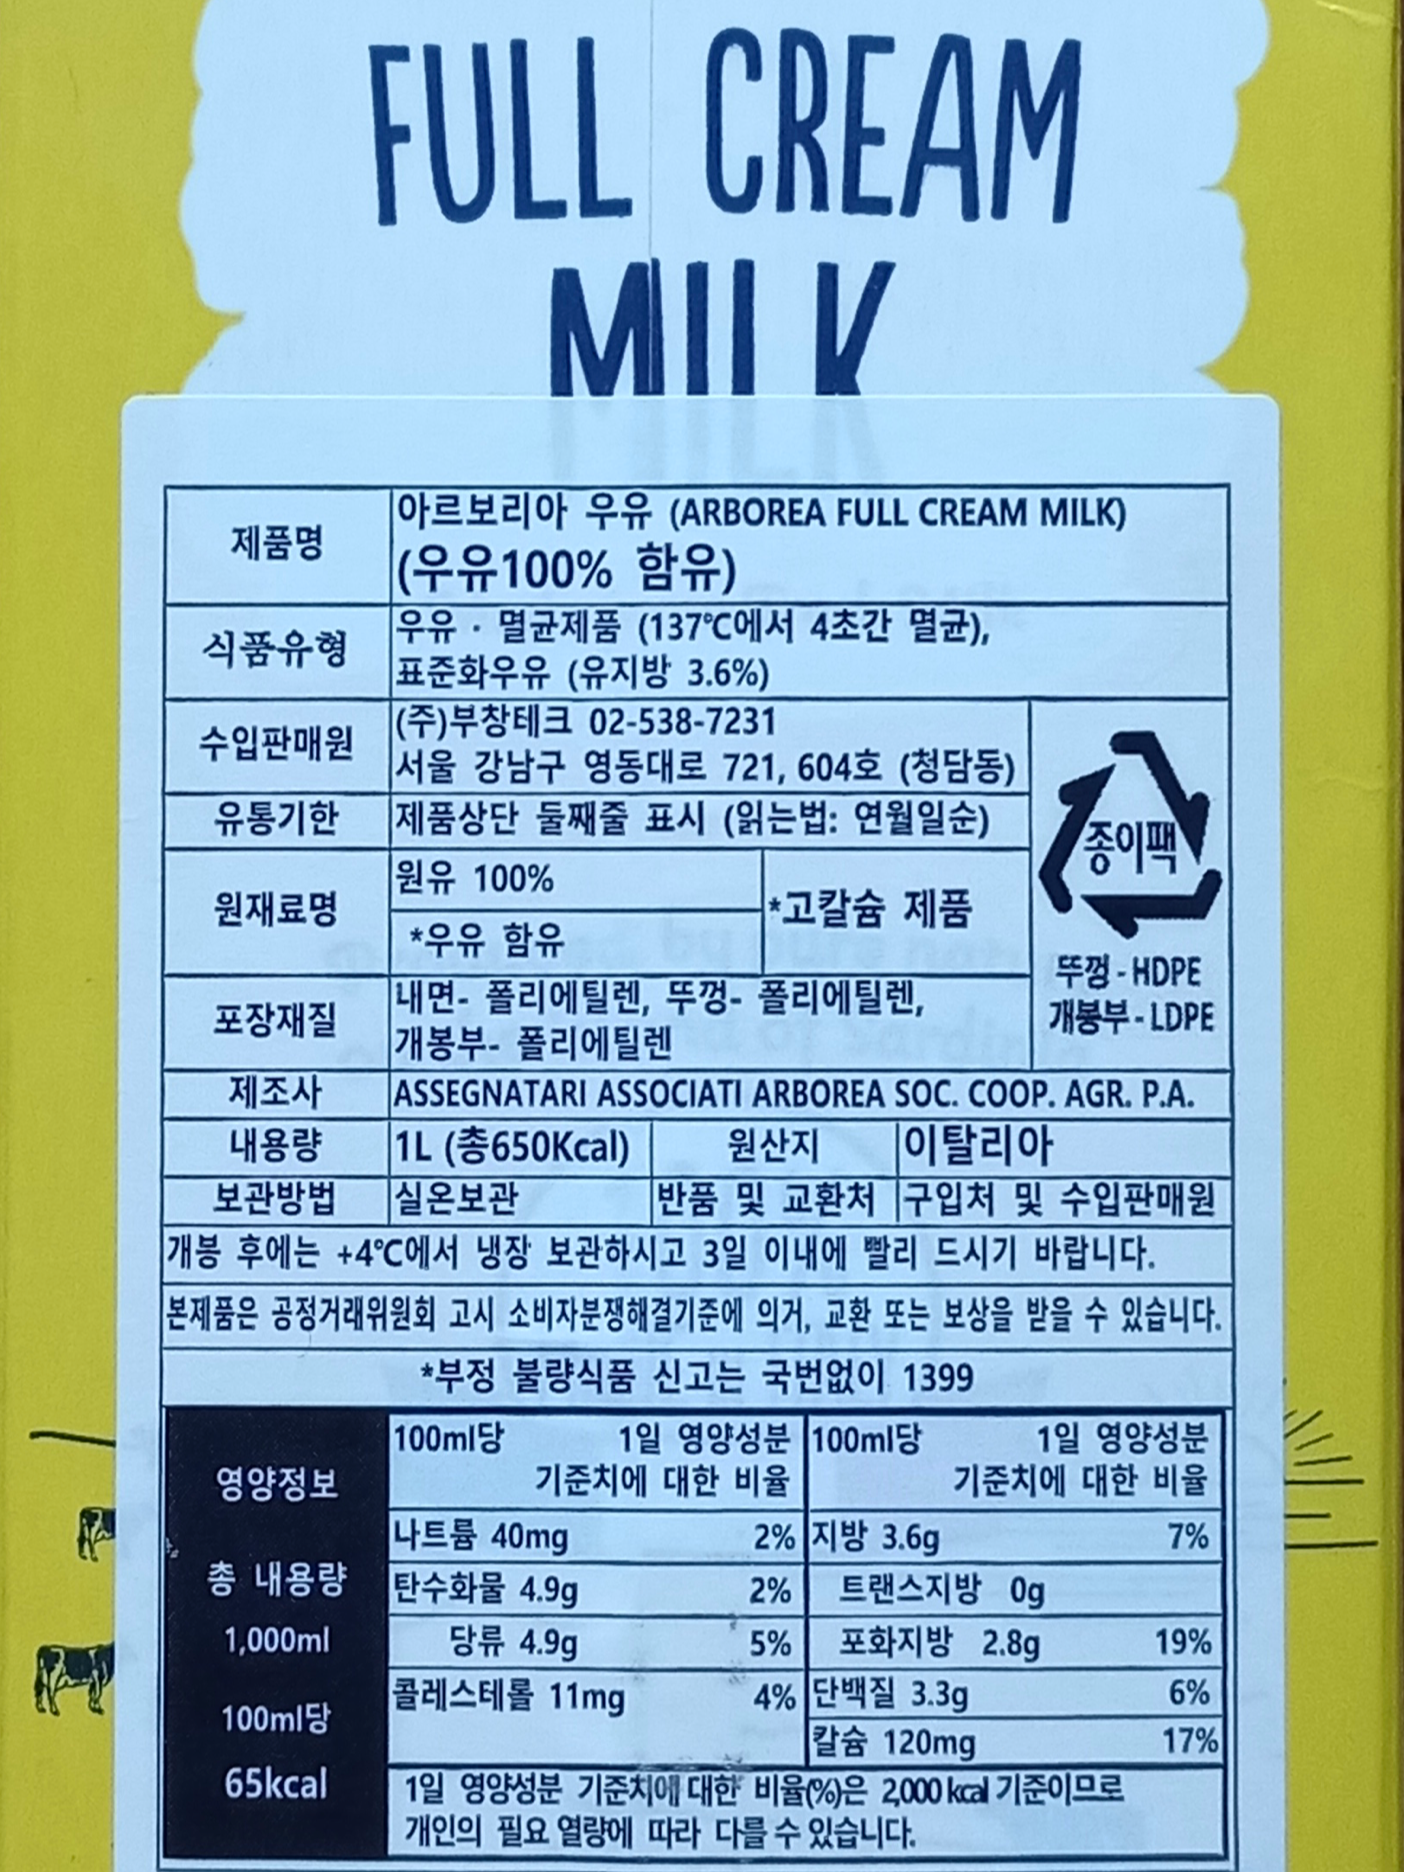 FULL CREAM
MILK
제품명
아르보리아 우유 (ARBOREA FULL CREAM MILK)
(우유100% 함유)
식품유형
우유 · 멸균제품 (137℃에서 4초간 멸균),
표준화우유 (유지방 3.6%)
수입판매원
(주)부창테크 02-538-7231
서울 강남구 영동대로 721, 604호 (청담동)
유통기한
제품상단 둘째줄 표시 (읽는법: 연월일순)
종이팩
뚜껑-HDPE
개봉부-LDPE
원재료명
원유 100%
*우유 함유
*고칼슘 제품
포장재질
내면- 폴리에틸렌, 뚜껑- 폴리에틸렌,
개봉부- 폴리에틸렌
제조사
ASSEGNATARI ASSOCIATI ARBOREA SOC. COOP. AGR. P.A.
내용량
1L (총650Kcal)
원산지
이탈리아
보관방법
실온보관
반품 및 교환처
구입처 및 수입판매원
개봉 후에는 +4℃에서 냉장 보관하시고 3일 이내에 빨리 드시기 바랍니다.
본제품은 공정거래위원회 고시 소비자분쟁해결기준에 의거, 교환 또는 보상을 받을 수 있습니다.
*부정 불량식품 신고는 국번없이 1399
영양정보
총 내용량
1,000ml
100ml당
65kcal
100ml당 1일 영양성분
기준치에 대한 비율
나트륨 40mg 2%
탄수화물 4.9g 2%
당류 4.9g 5%
콜레스테롤 11mg 4%
100ml당 1일 영양성분
기준치에 대한 비율
지방 3.6g 7%
트랜스지방 0g
포화지방 2.8g 19%
단백질 3.3g 6%
칼슘 120mg 17%
1일 영양성분 기준치에 대한 비율(%)은 2,000 kcal 기준이므로
개인의 필요 열량에 따라 다를 수 있습니다.